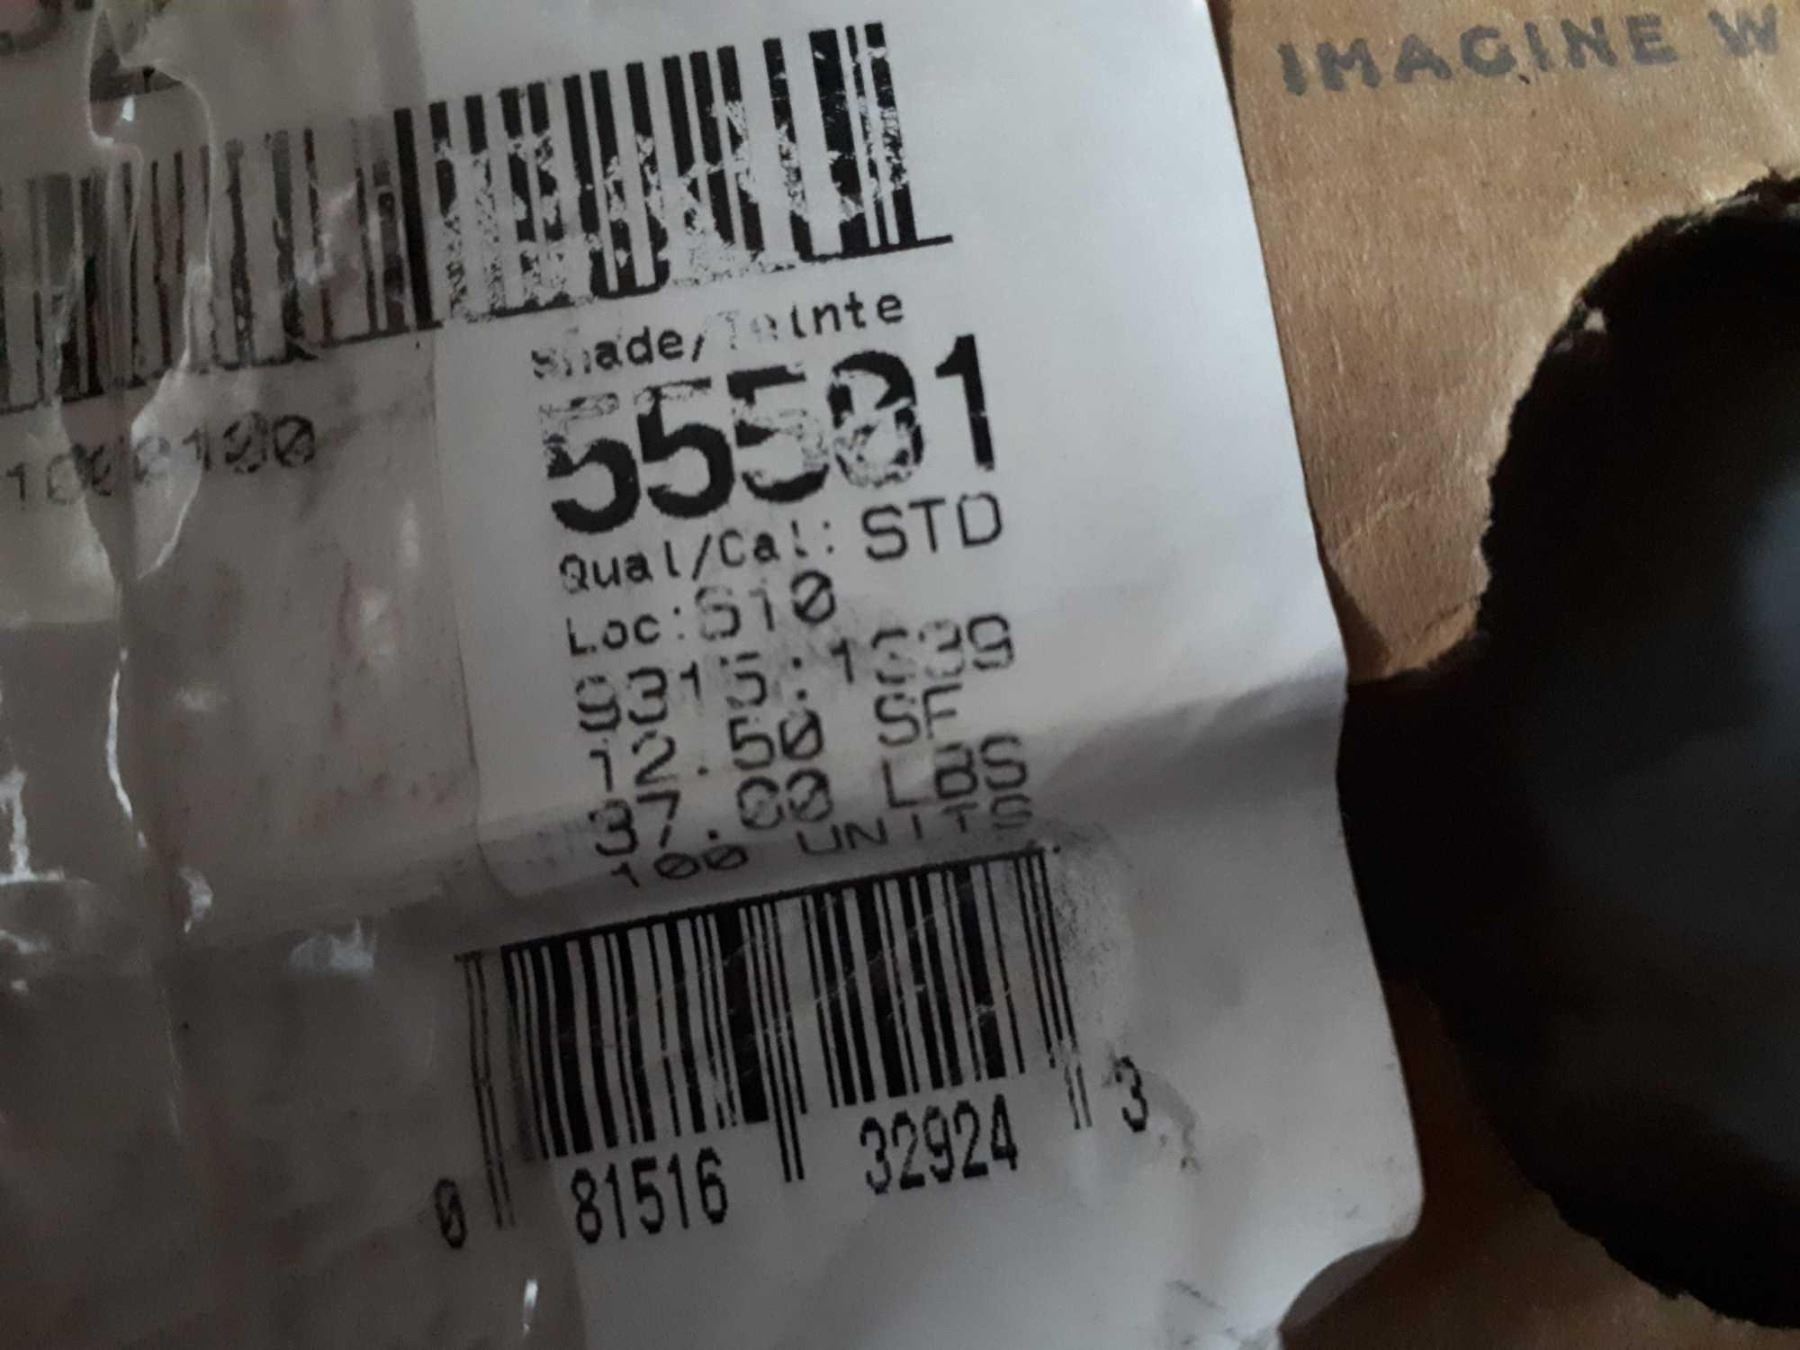 IMAGINE W
Shade/Teinte
55501
Qual/Cal: STD
Loc:S10
12.50 SF
37.00 LBS
100 UNITS
0 81516 32924 3